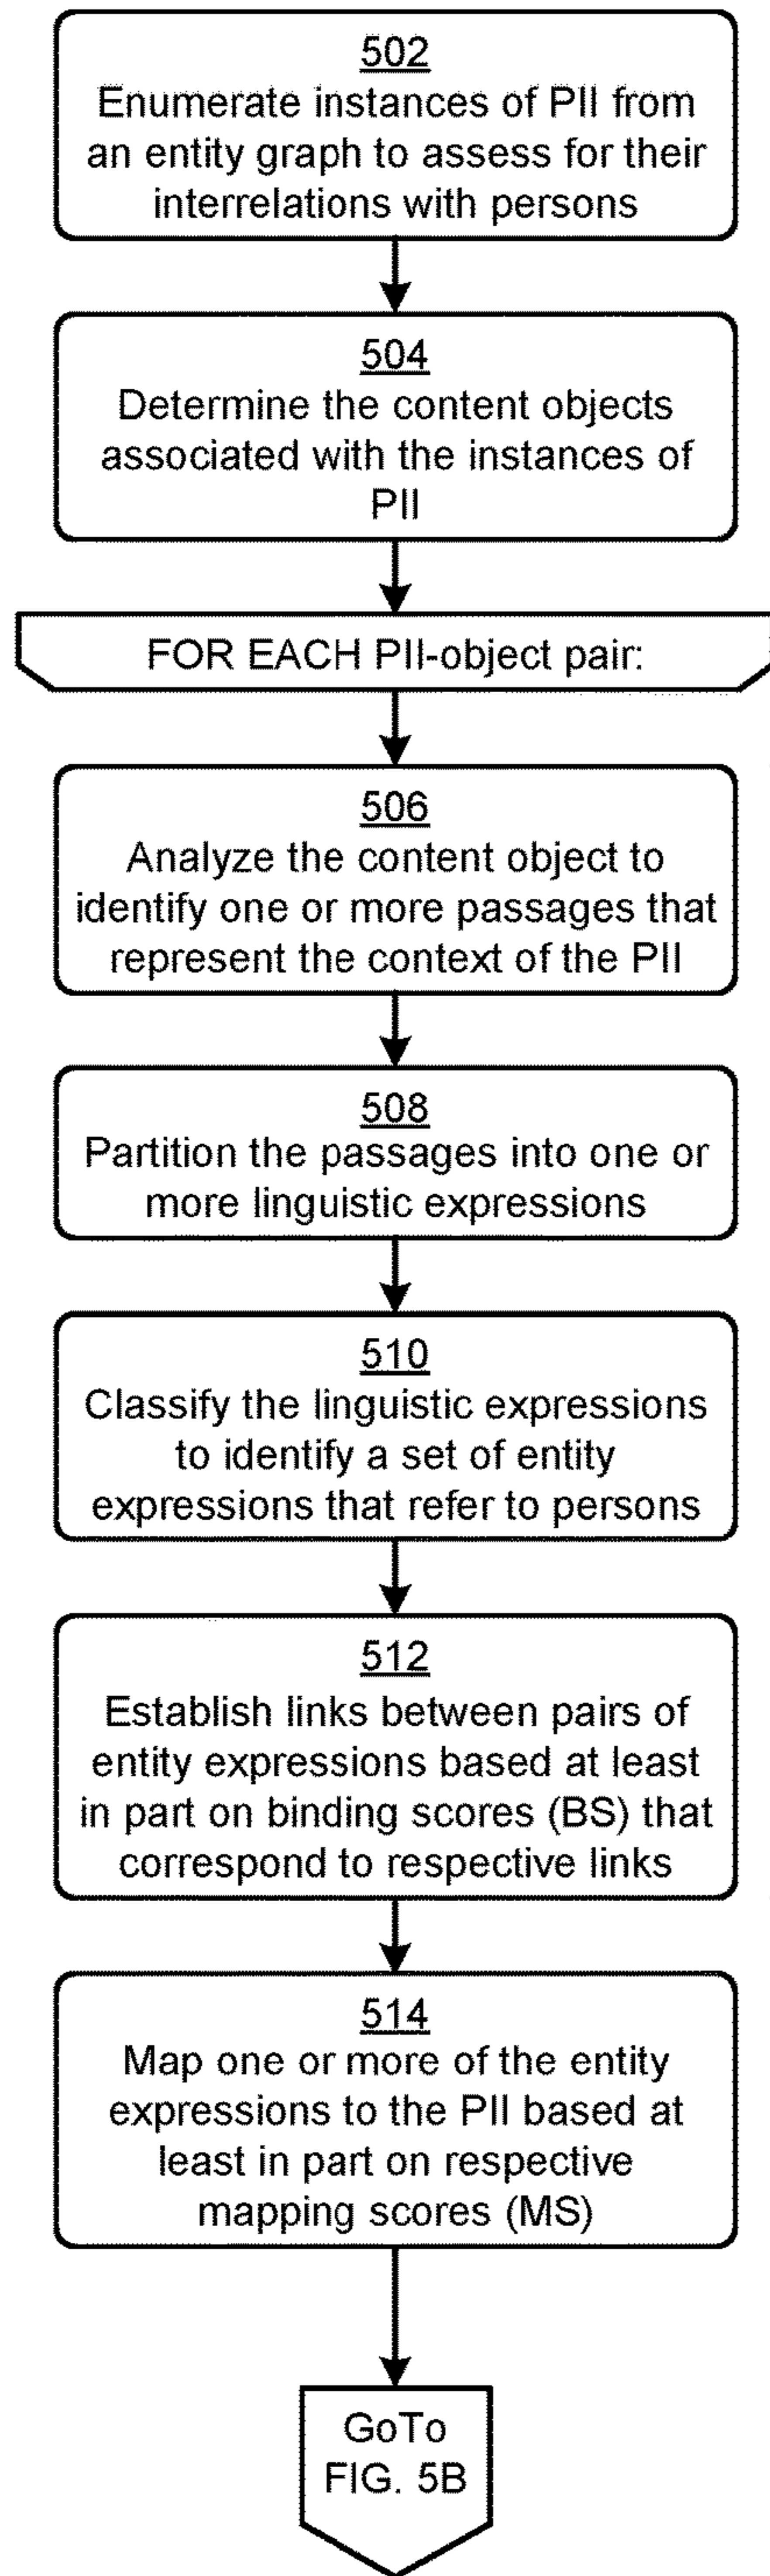 502
Enumerate instances of PII from
an entity graph to assess for their
interrelations with persons
504
Determine the content objects
associated with the instances of
PII
FOR EACH PII-object pair:
506
Analyze the content object to
identify one or more passages that
represent the context of the PII
508
Partition the passages into one or
more linguistic expressions
510
Classify the linguistic expressions
to identify a set of entity
expressions that refer to persons
512
Establish links between pairs of
entity expressions based at least
in part on binding scores (BS) that
correspond to respective links
514
Map one or more of the entity
expressions to the PII based at
least in part on respective
mapping scores (MS)
GoTo
FIG. 5B